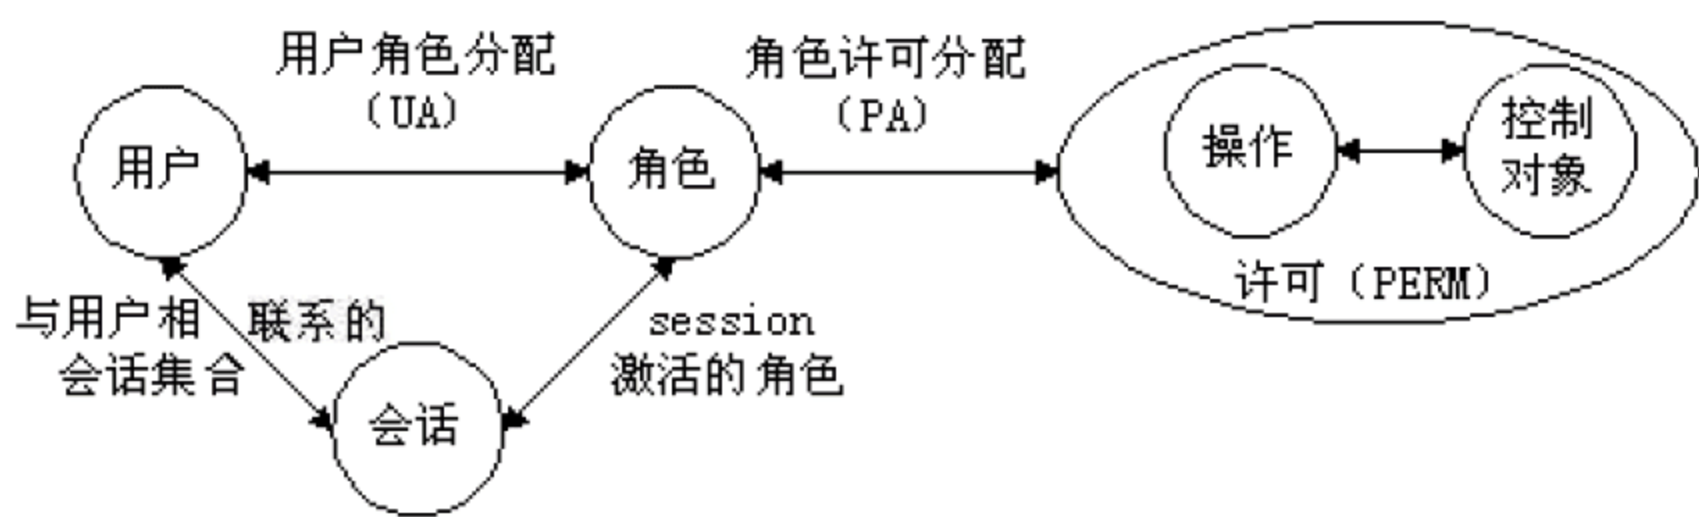 用户角色分配
（UA）
角色许可分配
（PA）
用户
角色
操作
控制
对象
许可（PERM）
与用户相 联系的
会话集合
session
激活的角色
会话